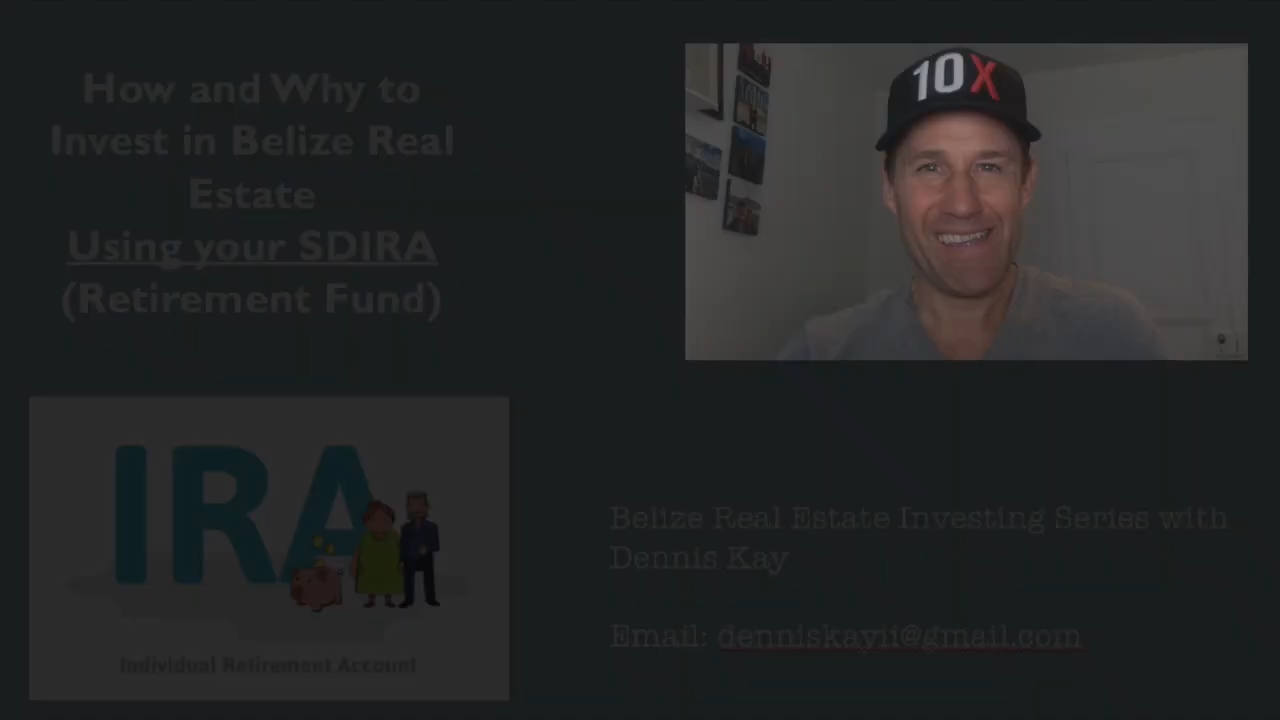 How and Why to
Invest in Belize Real
Estate
Using your SDIRA
(Retirement Fund)
10X
IRA
Individual Retirement Account
Belize Real Estate Investing Series with
Dennis Kay
Email: denniskayii@gmail.com